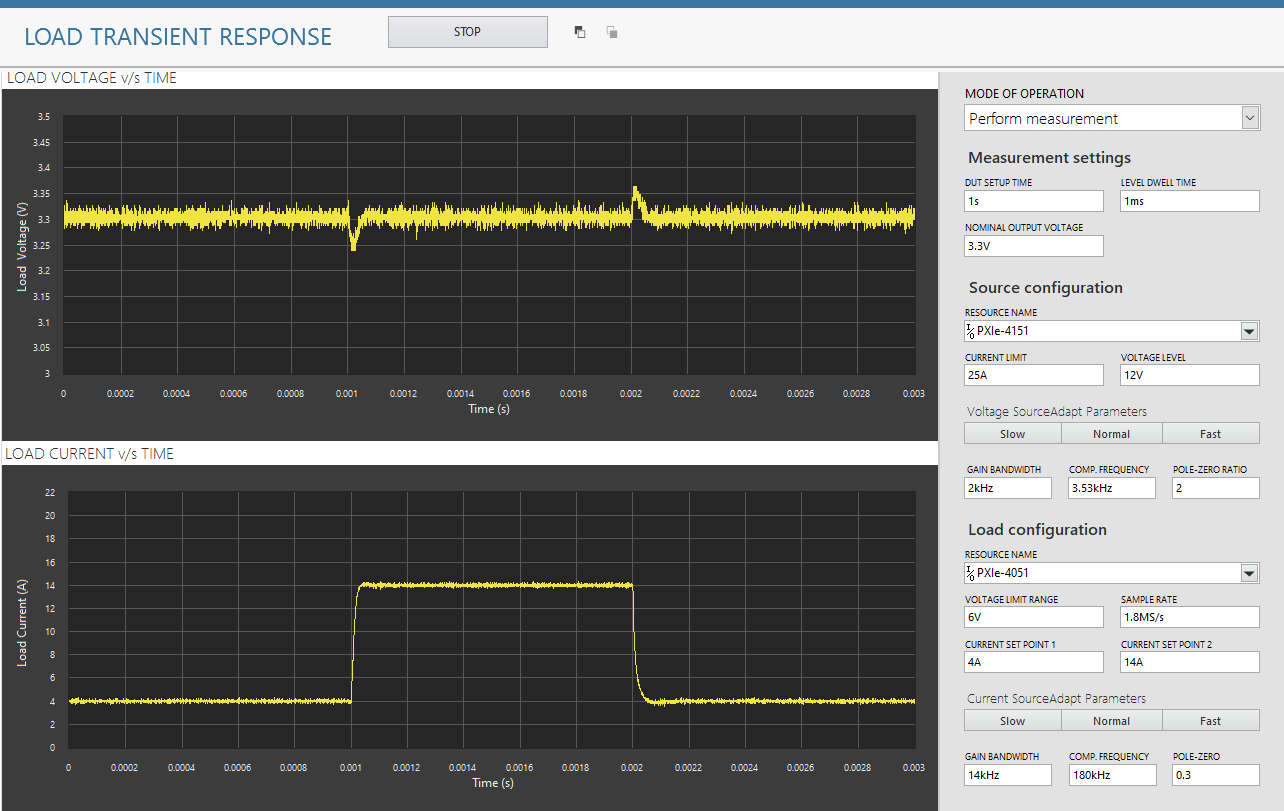 LOAD TRANSIENT RESPONSE
STOP
LOAD VOLTAGE v/s TIME
3.5
3.45
3.4
3.35
3.3
3.25
3.2
3.15
3.1
3.05
3
Load Voltage (V)
0 0.0002 0.0004 0.0006 0.0008 0.001 0.0012 0.0014 0.0016 0.0018 0.002 0.0022 0.0024 0.0026 0.0028 0.003
Time (s)
LOAD CURRENT v/s TIME
22
20
18
16
14
12
10
8
6
4
2
0
Load Current (A)
0 0.0002 0.0004 0.0006 0.0008 0.001 0.0012 0.0014 0.0016 0.0018 0.002 0.0022 0.0024 0.0026 0.0028 0.003
Time (s)
MODE OF OPERATION
Perform measurement
Measurement settings
DUT SETUP TIME LEVEL DWELL TIME
1s 1ms
NOMINAL OUTPUT VOLTAGE
3.3V
Source configuration
RESOURCE NAME
I/O PXIe-4151
CURRENT LIMIT VOLTAGE LEVEL
25A 12V
Voltage SourceAdapt Parameters
Slow Normal Fast
GAIN BANDWIDTH COMP. FREQUENCY POLE-ZERO RATIO
2kHz 3.53kHz 2
Load configuration
RESOURCE NAME
I/O PXIe-4051
VOLTAGE LIMIT RANGE SAMPLE RATE
6V 1.8MS/s
CURRENT SET POINT 1 CURRENT SET POINT 2
4A 14A
Current SourceAdapt Parameters
Slow Normal Fast
GAIN BANDWIDTH COMP. FREQUENCY POLE-ZERO
14kHz 180kHz 0.3